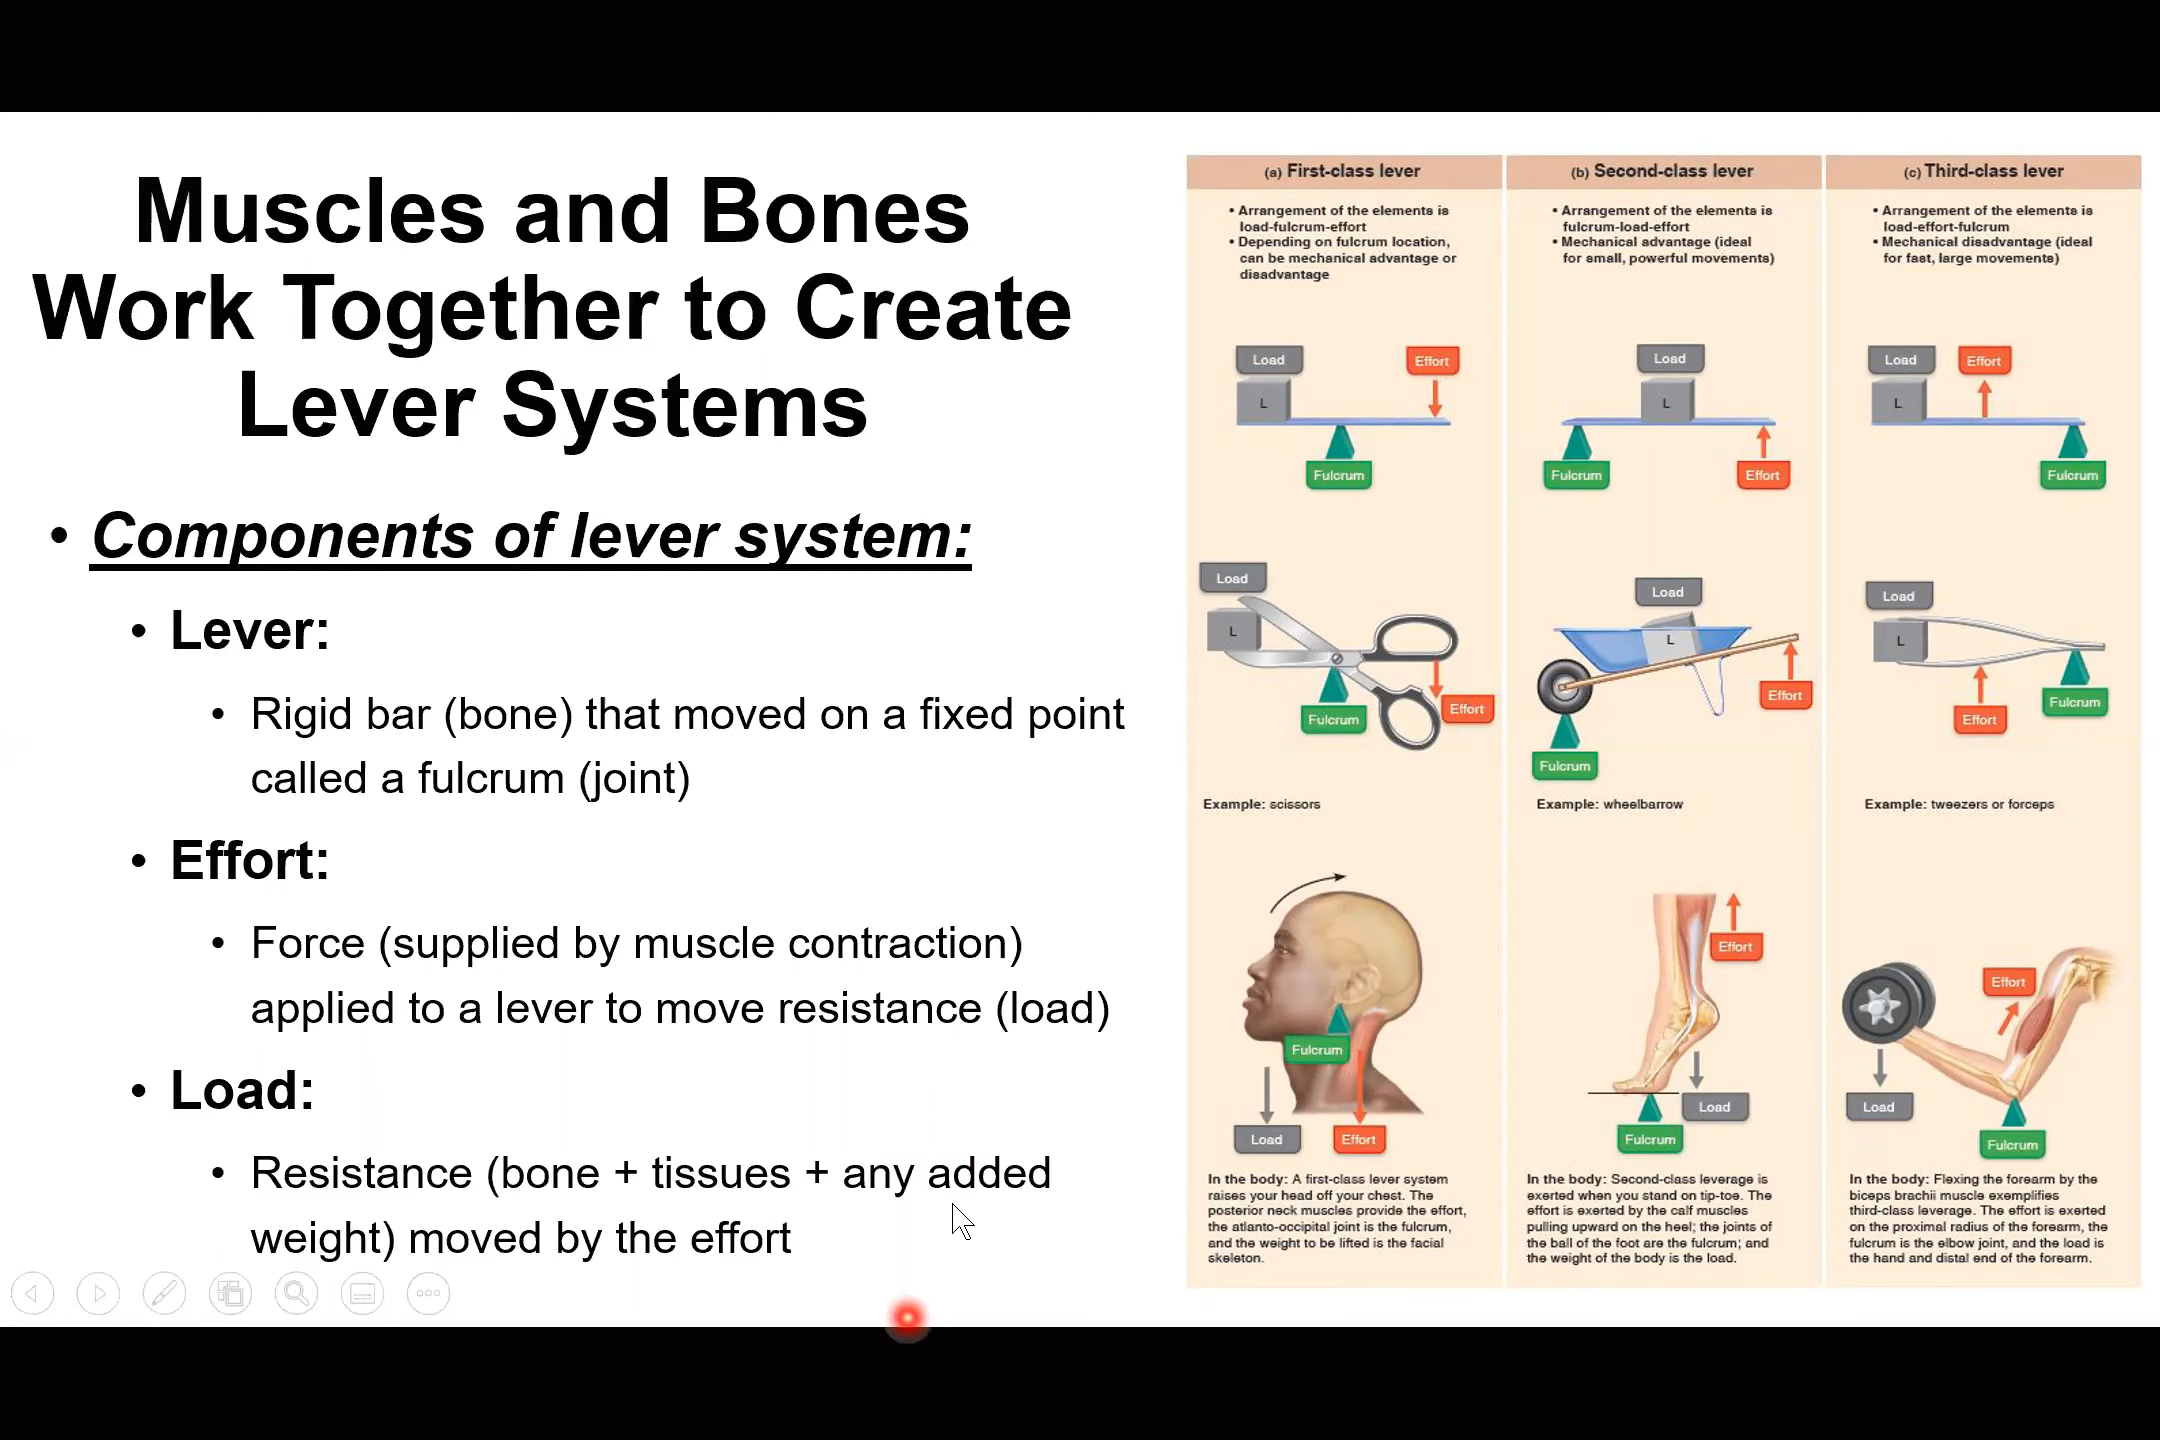 Muscles and Bones
Work Together to Create
Lever Systems
• Components of lever system:
• Lever:
• Rigid bar (bone) that moved on a fixed point
called a fulcrum (joint)
• Effort:
• Force (supplied by muscle contraction)
applied to a lever to move resistance (load)
• Load:
• Resistance (bone + tissues + any added
weight) moved by the effort
(a) First-class lever
• Arrangement of the elements is
load-fulcrum-effort
• Depending on fulcrum location,
can be mechanical advantage or
disadvantage
Load
Effort
L
Fulcrum
Load
L
Fulcrum
Effort
Example: scissors
Fulcrum
Load
Effort
In the body: A first-class lever system
raises your head off your chest. The
posterior neck muscles provide the effort,
the atlanto-occipital joint is the fulcrum,
and the weight to be lifted is the facial
skeleton.
(b) Second-class lever
• Arrangement of the elements is
fulcrum-load-effort
• Mechanical advantage (ideal
for small, powerful movements)
Load
L
Fulcrum
Effort
Load
L
Effort
Fulcrum
Example: wheelbarrow
Effort
Load
Fulcrum
In the body: Second-class leverage is
exerted when you stand on tip-toe. The
effort is exerted by the calf muscles
pulling upward on the heel; the joints of
the ball of the foot are the fulcrum; and
the weight of the body is the load.
(c) Third-class lever
• Arrangement of the elements is
load-effort-fulcrum
• Mechanical disadvantage (ideal
for fast, large movements)
Load
Effort
L
Fulcrum
Load
L
Fulcrum
Effort
Example: tweezers or forceps
Effort
Load
Fulcrum
In the body: Flexing the forearm by the
biceps brachii muscle exemplifies
third-class leverage. The effort is exerted
on the proximal radius of the forearm, the
fulcrum is the elbow joint, and the load is
the hand and distal end of the forearm.